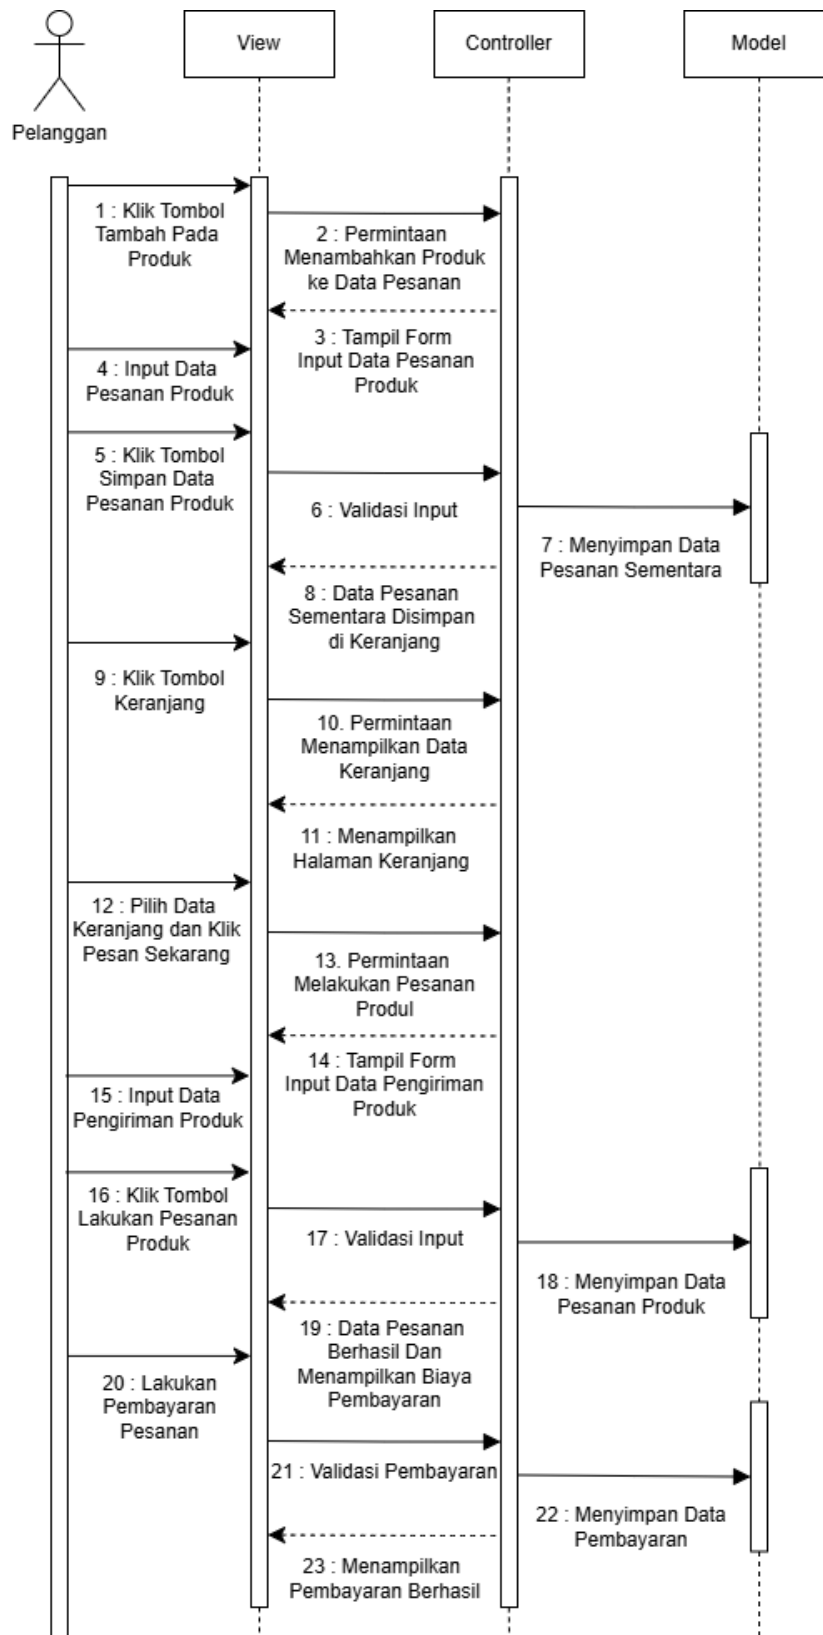 View
Controller
Model
Pelanggan
1 : Klik Tombol
Tambah Pada
Produk
2 : Permintaan
Menambahkan Produk
ke Data Pesanan
3 : Tampil Form
Input Data Pesanan
Produk
4 : Input Data
Pesanan Produk
5 : Klik Tombol
Simpan Data
Pesanan Produk
6 : Validasi Input
7 : Menyimpan Data
Pesanan Sementara
8 : Data Pesanan
Sementara Disimpan
di Keranjang
9 : Klik Tombol
Keranjang
10. Permintaan
Menampilkan Data
Keranjang
11 : Menampilkan
Halaman Keranjang
12 : Pilih Data
Keranjang dan Klik
Pesan Sekarang
13. Permintaan
Melakukan Pesanan
Produl
14 : Tampil Form
Input Data Pengiriman
Produk
15 : Input Data
Pengiriman Produk
16 : Klik Tombol
Lakukan Pesanan
Produk
17 : Validasi Input
18 : Menyimpan Data
Pesanan Produk
19 : Data Pesanan
Berhasil Dan
Menampilkan Biaya
Pembayaran
20 : Lakukan
Pembayaran
Pesanan
21 : Validasi Pembayaran
22 : Menyimpan Data
Pembayaran
23 : Menampilkan
Pembayaran Berhasil